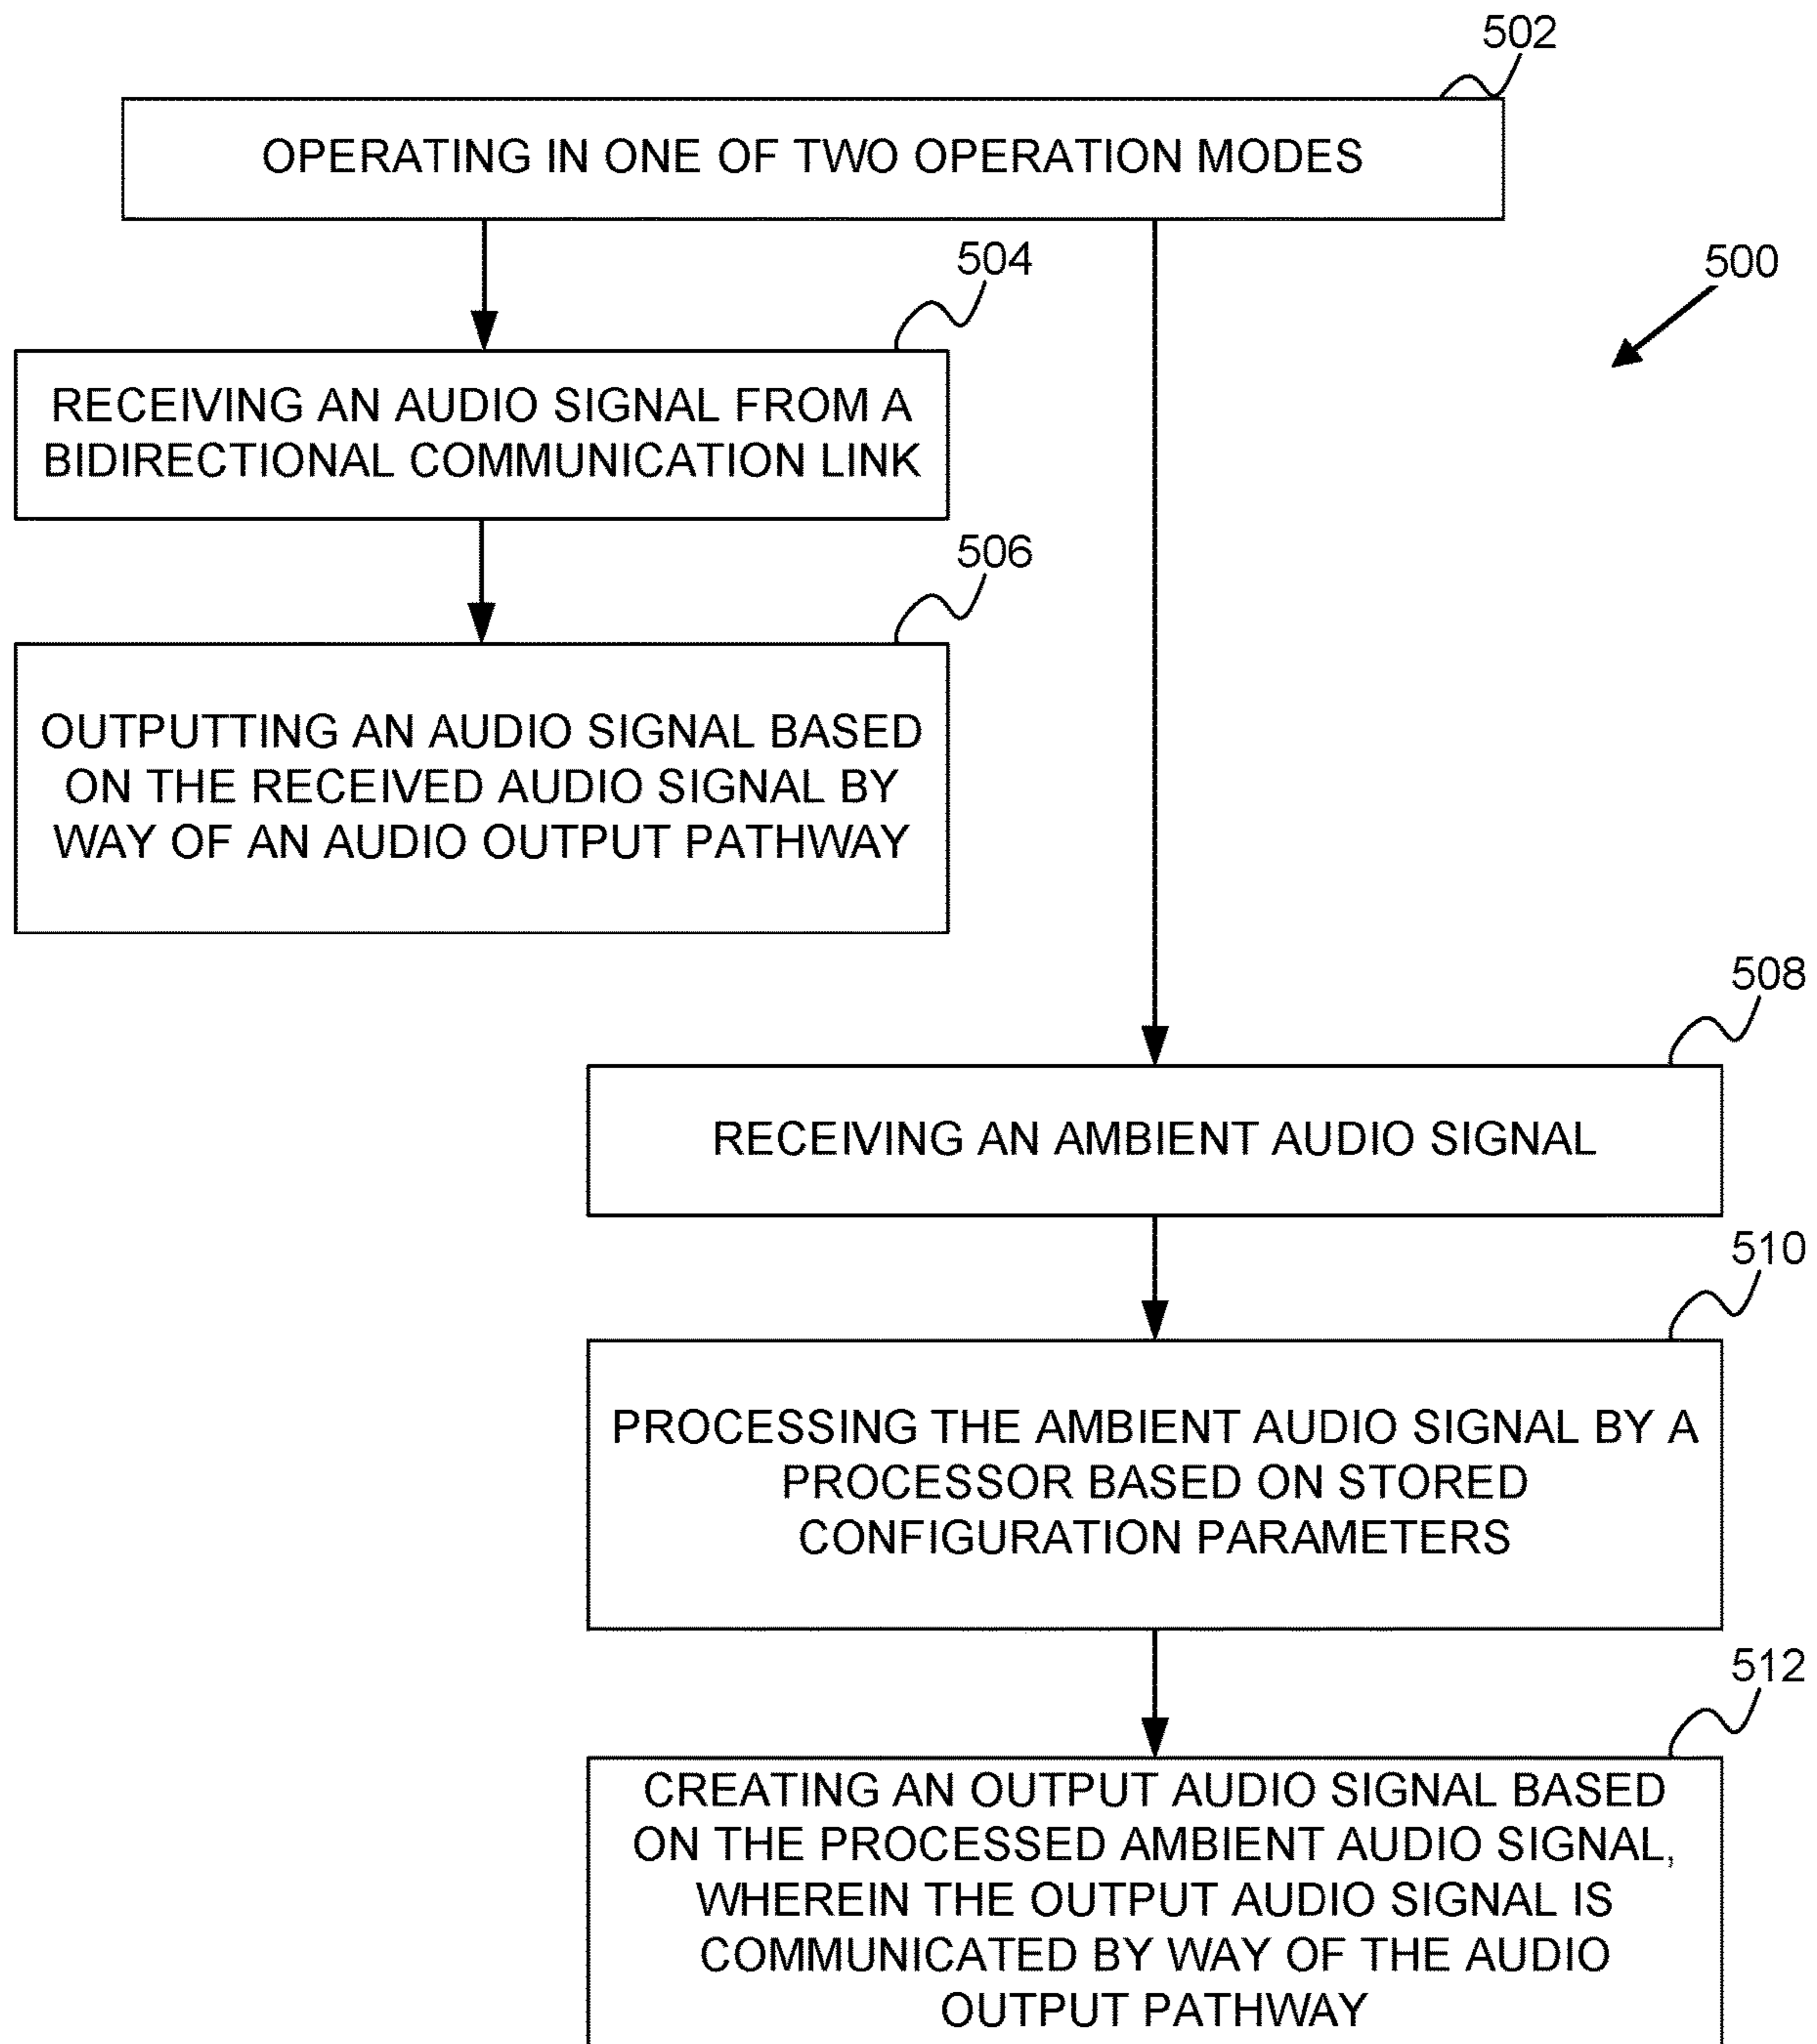 502
OPERATING IN ONE OF TWO OPERATION MODES
504
500
RECEIVING AN AUDIO SIGNAL FROM A
BIDIRECTIONAL COMMUNICATION LINK
506
OUTPUTTING AN AUDIO SIGNAL BASED
ON THE RECEIVED AUDIO SIGNAL BY
WAY OF AN AUDIO OUTPUT PATHWAY
508
RECEIVING AN AMBIENT AUDIO SIGNAL
510
PROCESSING THE AMBIENT AUDIO SIGNAL BY A
PROCESSOR BASED ON STORED
CONFIGURATION PARAMETERS
512
CREATING AN OUTPUT AUDIO SIGNAL BASED
ON THE PROCESSED AMBIENT AUDIO SIGNAL,
WHEREIN THE OUTPUT AUDIO SIGNAL IS
COMMUNICATED BY WAY OF THE AUDIO
OUTPUT PATHWAY